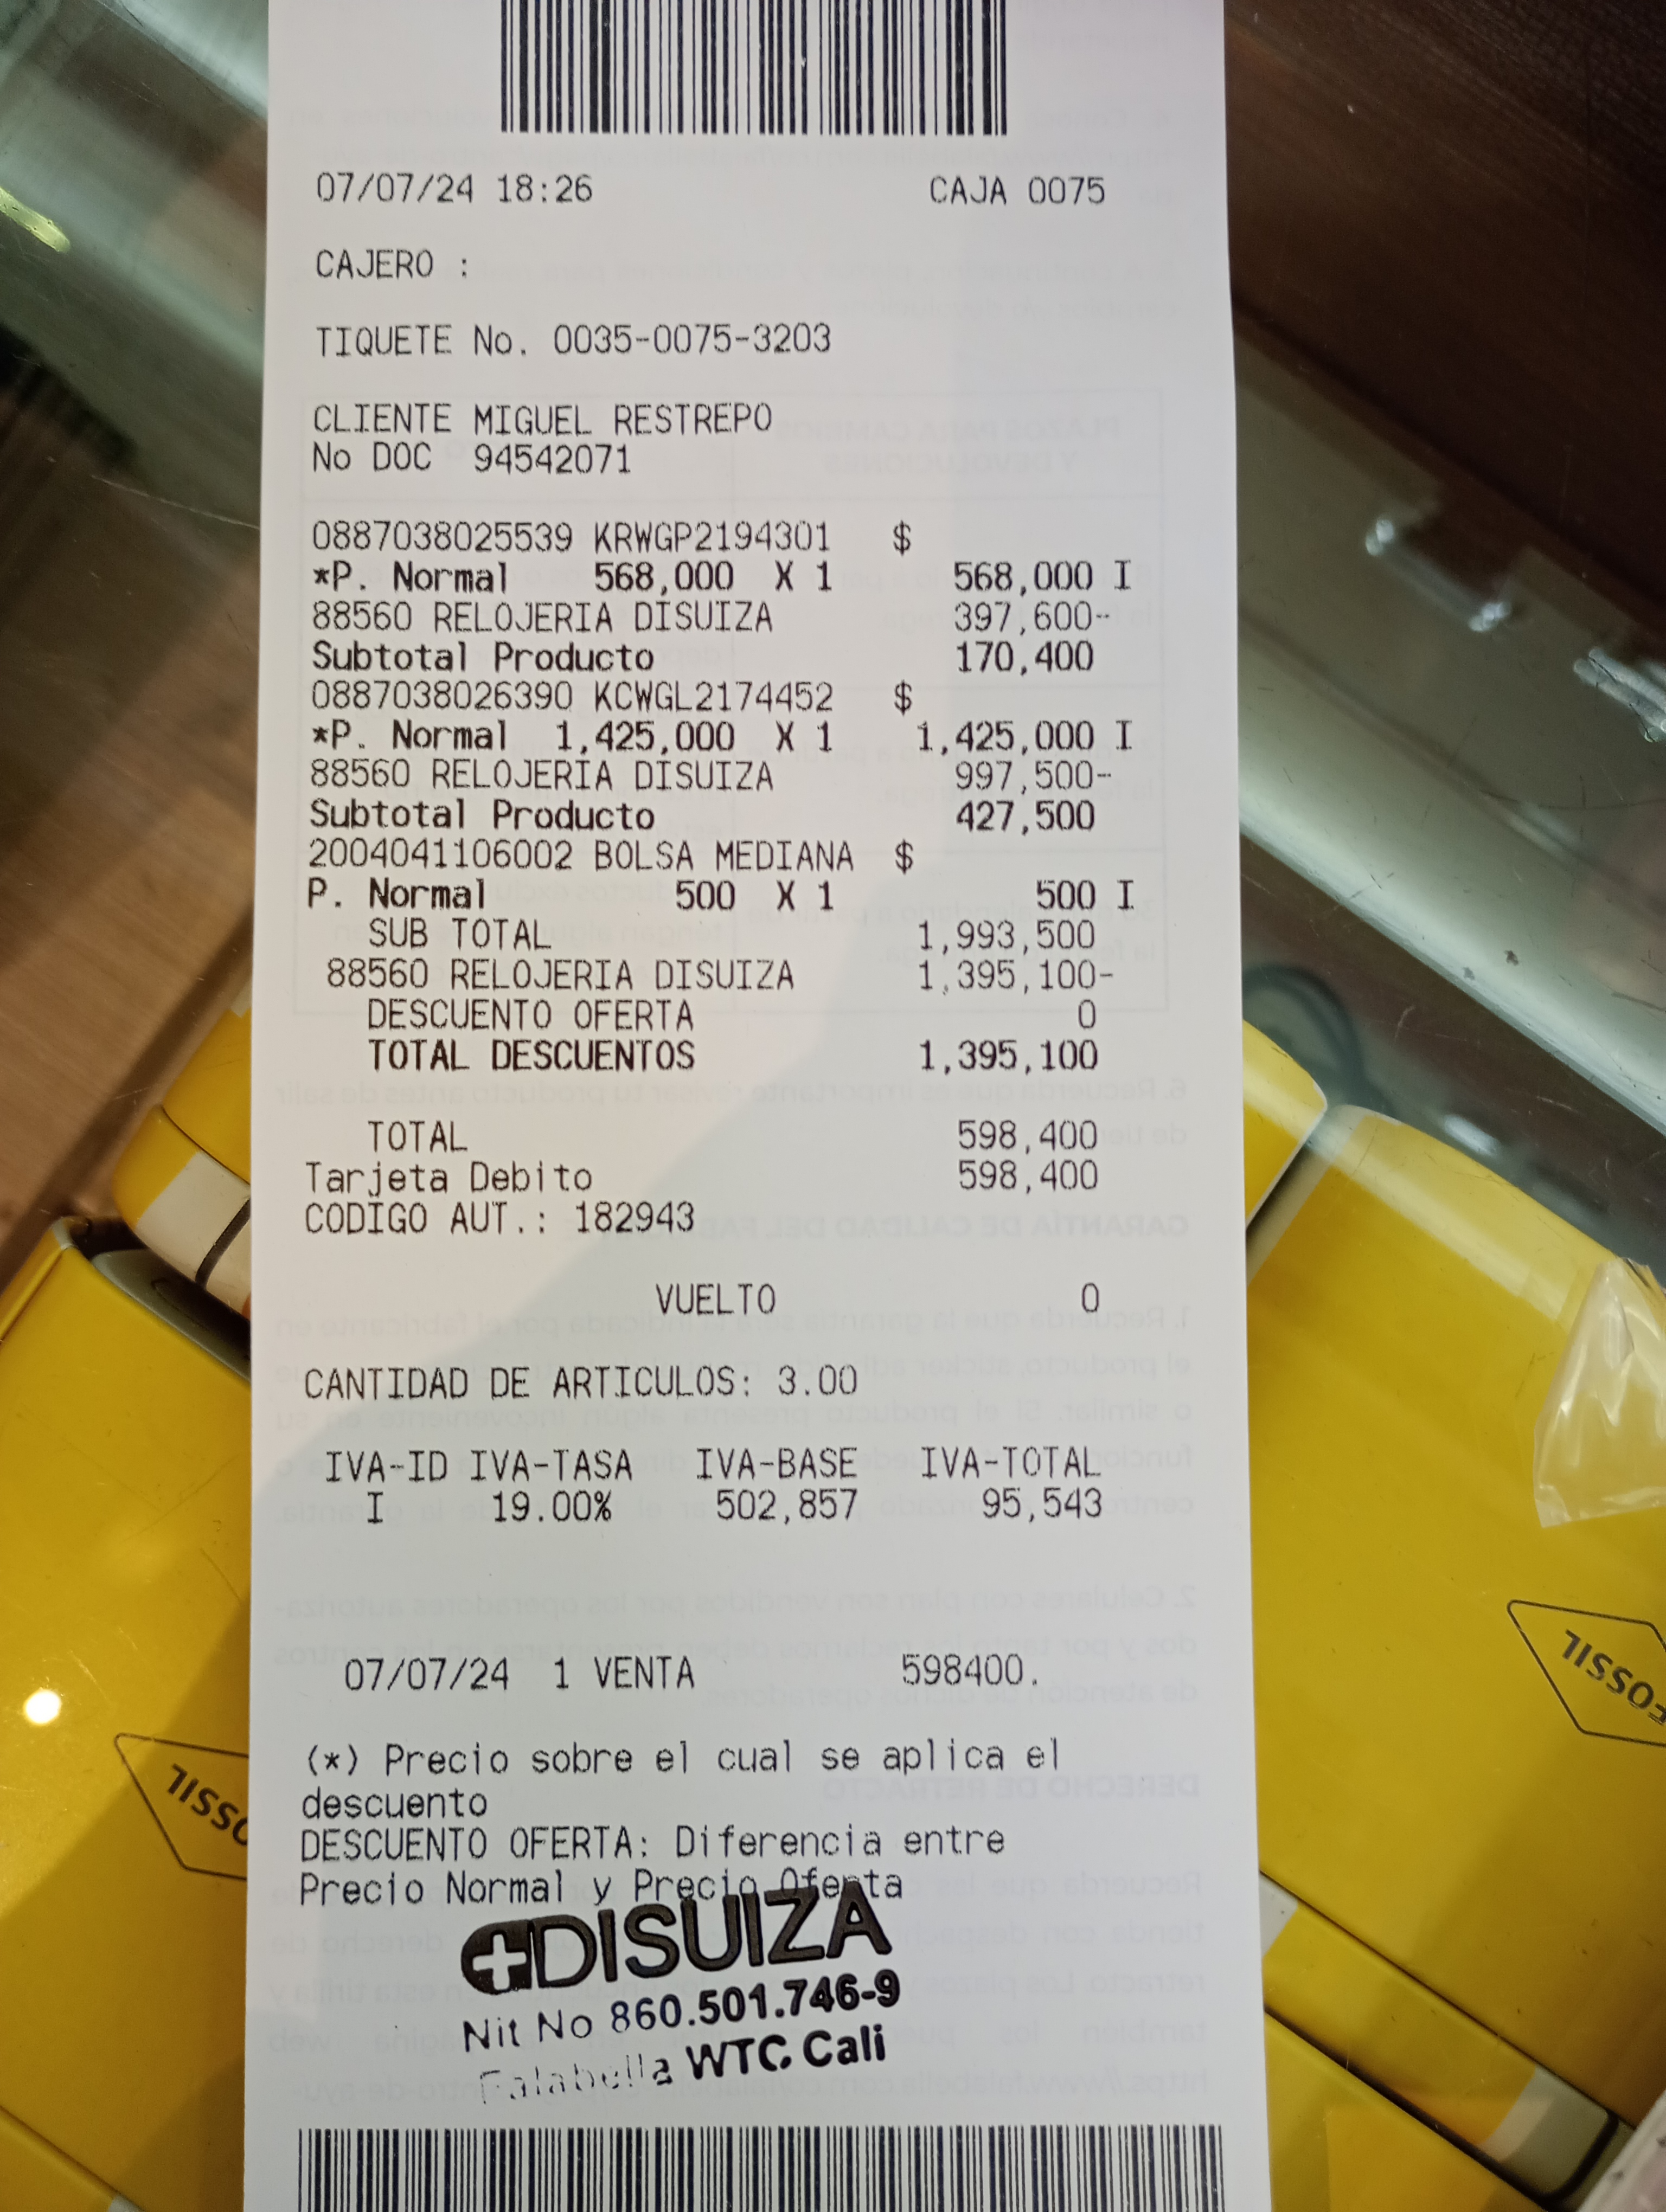 07/07/24 18:26 CAJA 0075
CAJERO :
TIQUETE No. 0035-0075-3203
CLIENTE MIGUEL RESTREPO
No DOC 94542071
0887038025539 KRWGP2194301 $
*P. Normal 568,000 X 1 568,000 I
88560 RELOJERIA DISUIZA 397,600-
Subtotal Producto 170,400
0887038026390 KCWGL2174452 $
*P. Normal 1,425,000 X 1 1,425,000 I
88560 RELOJERIA DISUIZA 997,500-
Subtotal Producto 427,500
2004041106002 BOLSA MEDIANA $
P. Normal 500 X 1 500 I
SUB TOTAL 1,993,500
88560 RELOJERIA DISUIZA 1,395,100-
DESCUENTO OFERTA 0
TOTAL DESCUENTOS 1,395,100
TOTAL 598,400
Tarjeta Debito 598,400
CODIGO AUT.: 182943
VUELTO 0
CANTIDAD DE ARTICULOS: 3.00
IVA-ID IVA-TASA IVA-BASE IVA-TOTAL
I 19.00% 502,857 95,543
07/07/24 1 VENTA 598400.
(*) Precio sobre el cual se aplica el
descuento
DESCUENTO OFERTA: Diferencia entre
Precio Normal y Precio Oferta
DISUIZA
Nit No 860.501.746-9
Falabella WTC Cali
FOSSIL